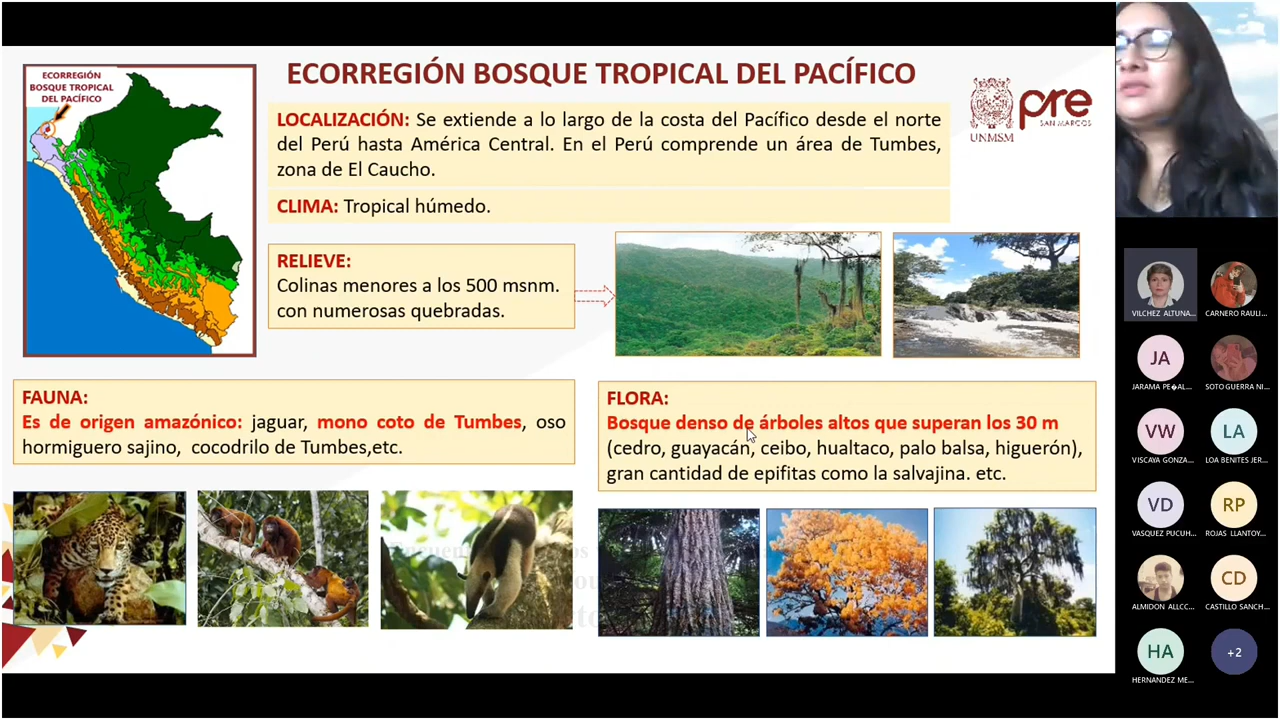 ECORREGIÓN BOSQUE TROPICAL DEL PACÍFICO
ECORREGIÓN
BOSQUE TROPICAL
DEL PACÍFICO
LOCALIZACIÓN: Se extiende a lo largo de la costa del Pacífico desde el norte
del Perú hasta América Central. En el Perú comprende un área de Tumbes,
zona de El Caucho.
CLIMA: Tropical húmedo.
UNMSM
pre
SAN MARCOS
RELIEVE:
Colinas menores a los 500 msnm.
con numerosas quebradas.
FAUNA:
Es de origen amazónico: jaguar, mono coto de Tumbes, oso
hormiguero sajino, cocodrilo de Tumbes,etc.
FLORA:
Bosque denso de árboles altos que superan los 30 m
(cedro, guayacán, ceibo, hualtaco, palo balsa, higuerón),
gran cantidad de epifitas como la salvajina. etc.
VILCHEZ ALTUNA...
CARNERO RAULI...
JA
JARAMA PE�AL...
SOTO GUERRA NI...
VW
VISCAYA GONZA...
LA
LOA BENITES JER...
VD
VASQUEZ PUCUH...
RP
ROJAS LLANTOY...
ALMIDON ALLCC...
CD
CASTILLO SANCH...
HA
HERNANDEZ ME...
+2